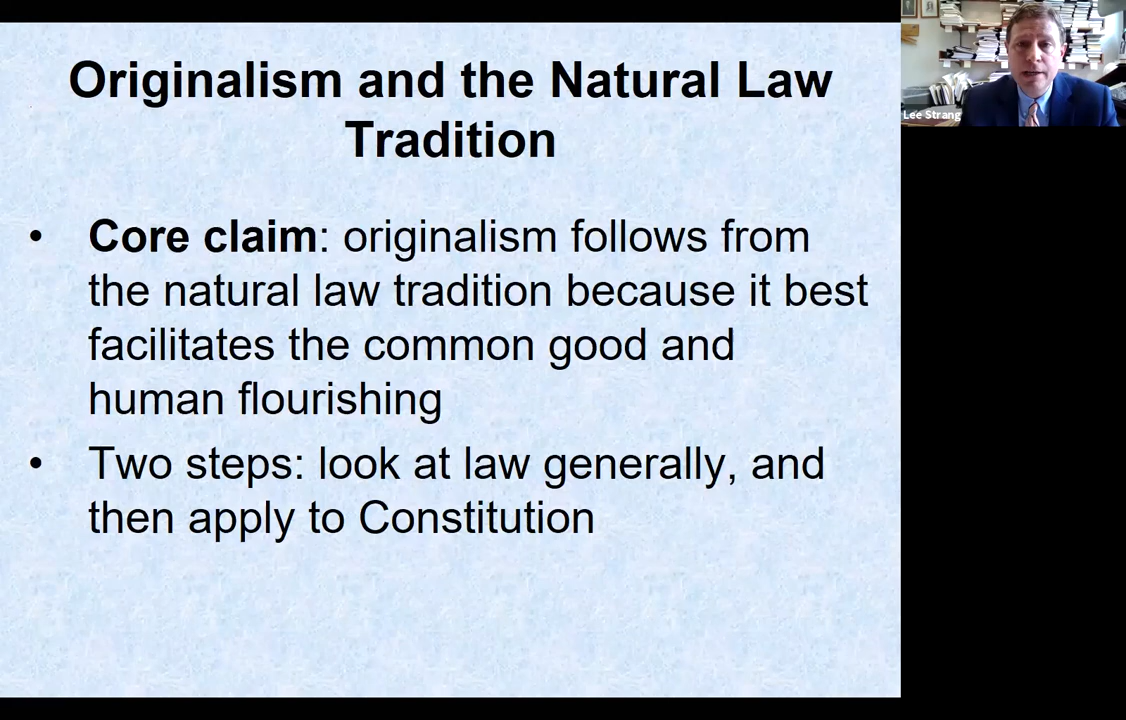 Originalism and the Natural Law
Tradition
• Core claim: originalism follows from
the natural law tradition because it best
facilitates the common good and
human flourishing
• Two steps: look at law generally, and
then apply to Constitution
Lee Strang